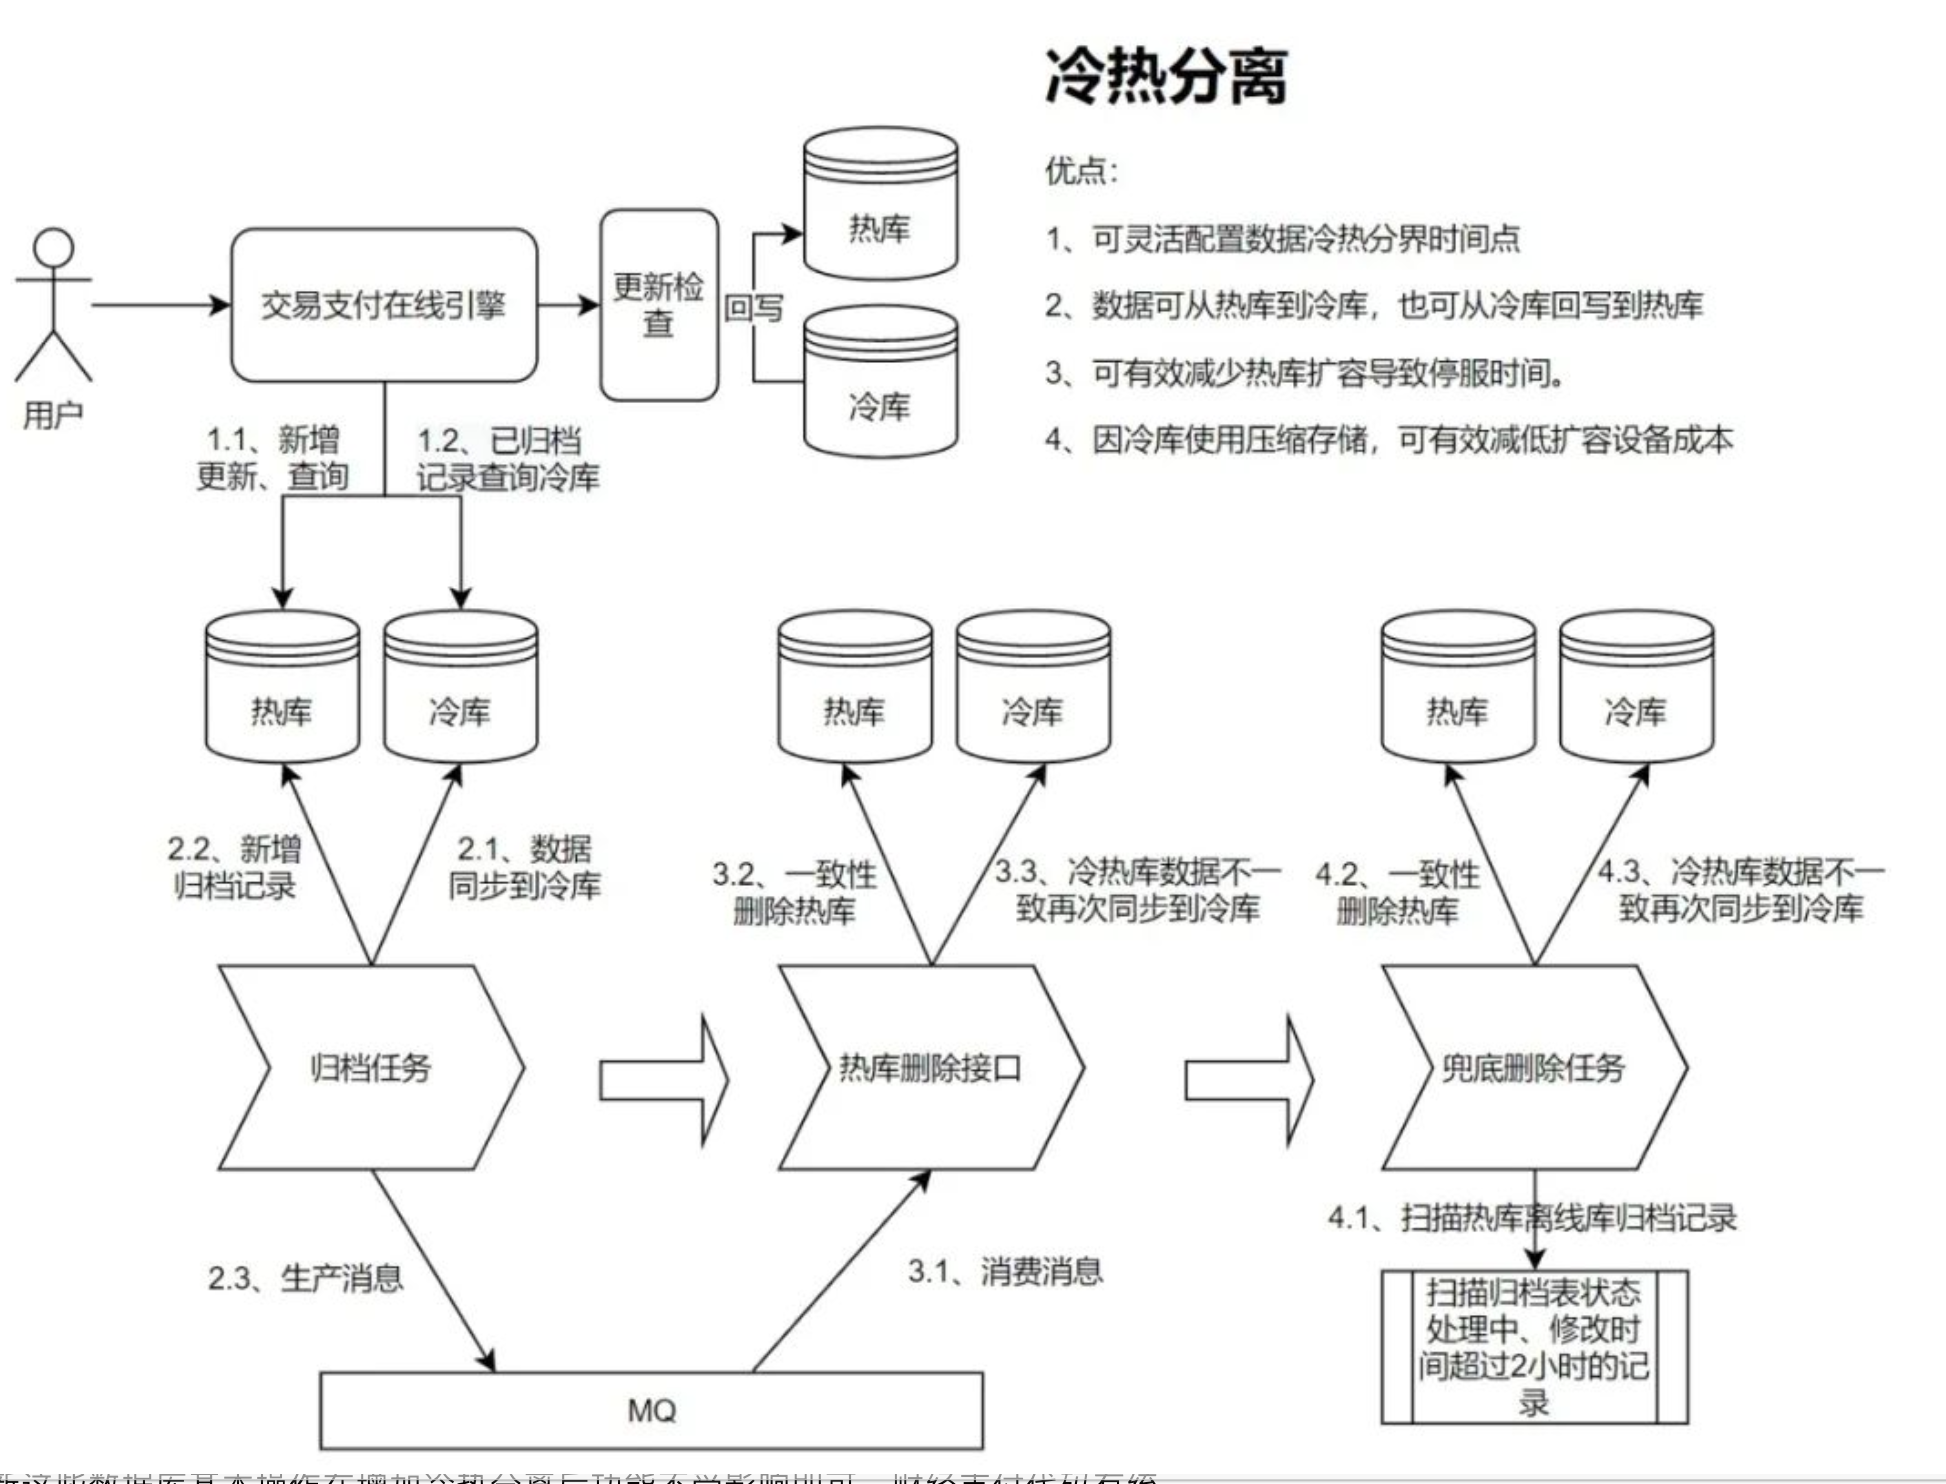 冷热分离
优点：
1、可灵活配置数据冷热分界时间点
2、数据可从热库到冷库，也可从冷库回写到热库
3、可有效减少热库扩容导致停服时间。
4、因冷库使用压缩存储，可有效减低扩容设备成本
用户
交易支付在线引擎
更新检
查
回写
热库
冷库
1.1、新增
更新、查询
1.2、已归档
记录查询冷库
热库
冷库
热库
冷库
热库
冷库
2.2、新增
归档记录
2.1、数据
同步到冷库
3.2、一致性
删除热库
3.3、冷热库数据不一
致再次同步到冷库
4.2、一致性
删除热库
4.3、冷热库数据不一
致再次同步到冷库
归档任务
热库删除接口
兜底删除任务
2.3、生产消息
3.1、消费消息
4.1、扫描热库离线库归档记录
MQ
扫描归档表状态
处理中、修改时
间超过2小时的记
录